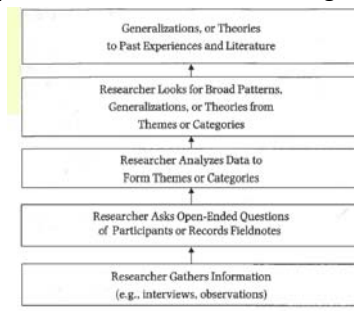 Generalizations, or Theories
to Past Experiences and Literature
Researcher Looks for Broad Patterns,
Generalizations, or Theories from
Themes or Categories
Researcher Analyzes Data to
Form Themes or Categories
Researcher Asks Open-Ended Questions
of Participants or Records Fieldnotes
Researcher Gathers Information
(e.g., interviews, observations)